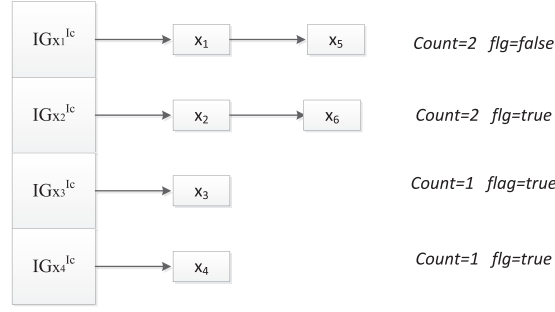 IGx₁ᴵᶜ x₁ x₅ Count=2 flg=false
IGx₂ᴵᶜ x₂ x₆ Count=2 flg=true
IGx₃ᴵᶜ x₃ Count=1 flag=true
IGx₄ᴵᶜ x₄ Count=1 flg=true